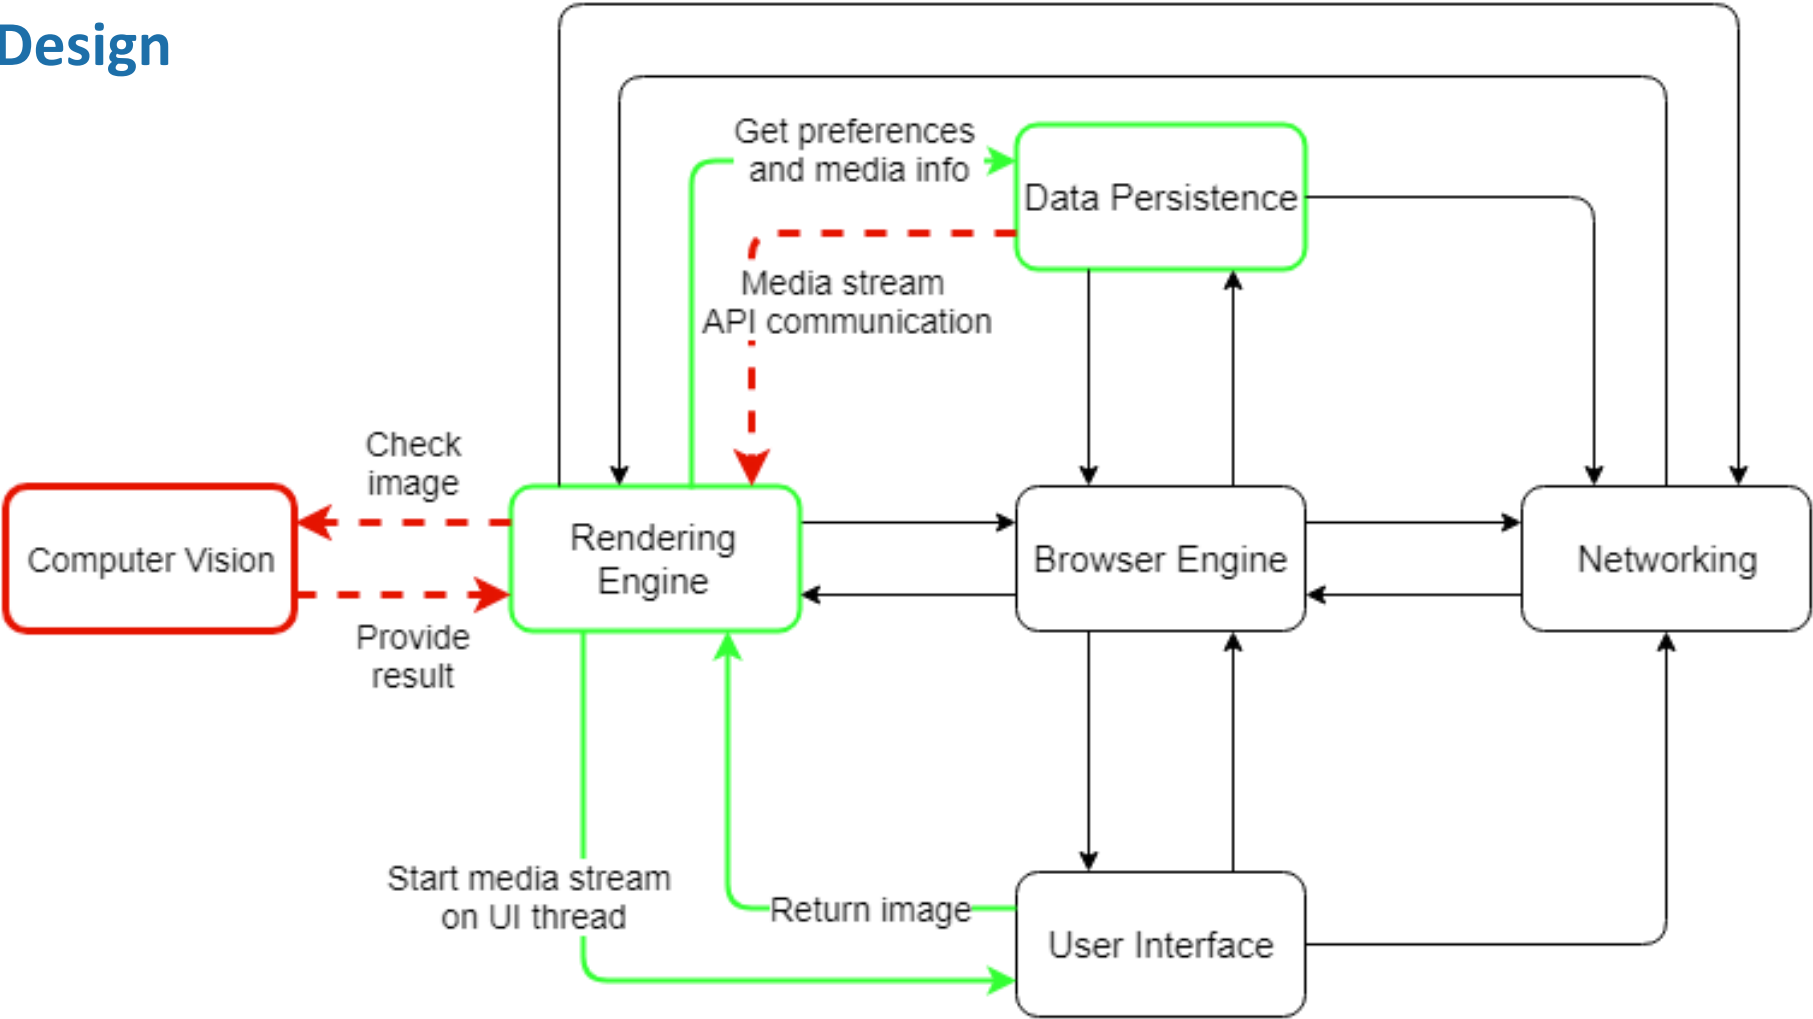 Design
Get preferences
and media info
Data Persistence
Media stream
API communication
Check
image
Computer Vision
Rendering
Engine
Browser Engine
Networking
Provide
result
Start media stream
on UI thread
Return image
User Interface